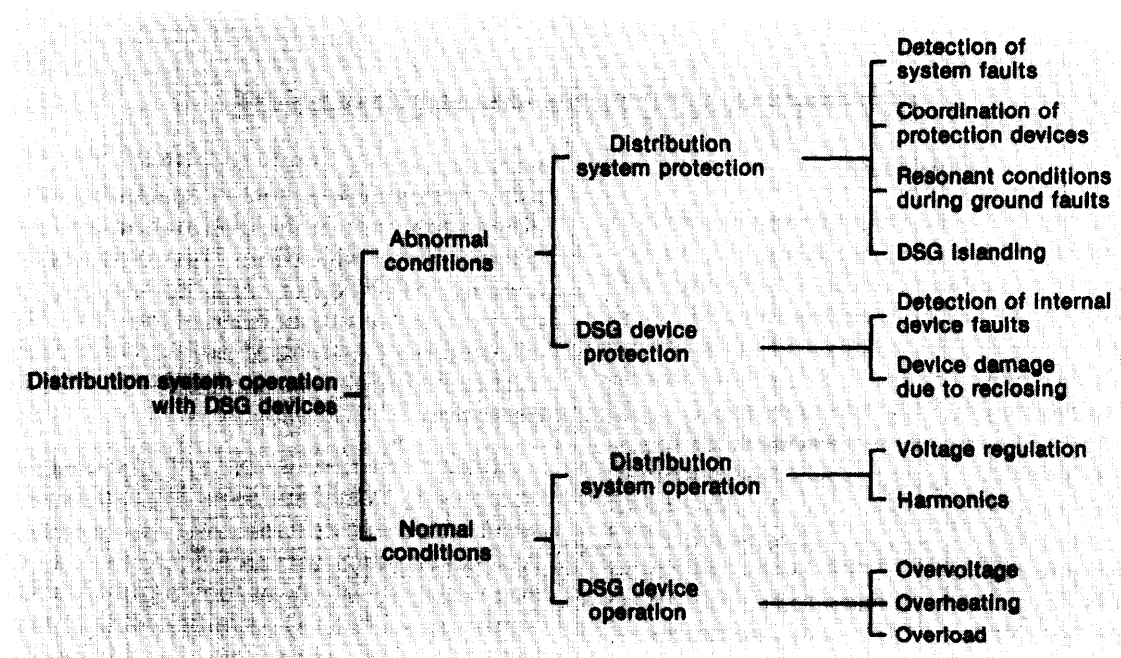 Distribution system operation
with DSG devices
Abnormal
conditions
Distribution
system protection
Detection of
system faults
Coordination of
protection devices
Resonant conditions
during ground faults
DSG islanding
DSG device
protection
Detection of internal
device faults
Device damage
due to reclosing
Normal
conditions
Distribution
system operation
Voltage regulation
Harmonics
DSG device
operation
Overvoltage
Overheating
Overload